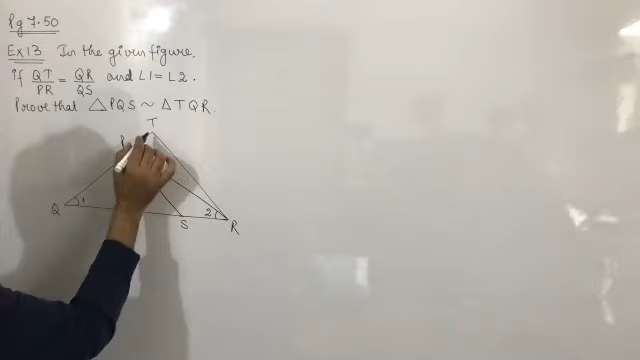 Pg 7.50
Ex 13 In the given figure,
if QT/PR = QR/QS and ∠1 = ∠2.
Prove that △PQS ~ △TQR.
T
P
Q 1
2
S
R